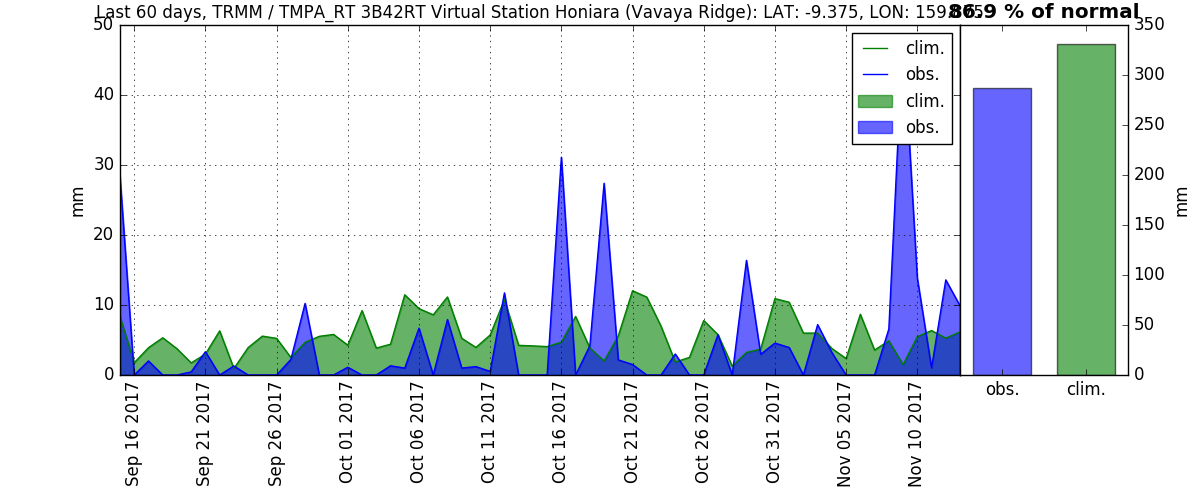 Last 60 days, TRMM / TMPA_RT 3B42RT Virtual Station Honiara (Vavaya Ridge): LAT: -9.375, LON: 159.875
86.9 % of normal
50
40
30
20
10
0
mm
clim.
obs.
clim.
obs.
350
300
250
200
150
100
50
0
mm
Sep 16 2017
Sep 21 2017
Sep 26 2017
Oct 01 2017
Oct 06 2017
Oct 11 2017
Oct 16 2017
Oct 21 2017
Oct 26 2017
Oct 31 2017
Nov 05 2017
Nov 10 2017
obs.
clim.